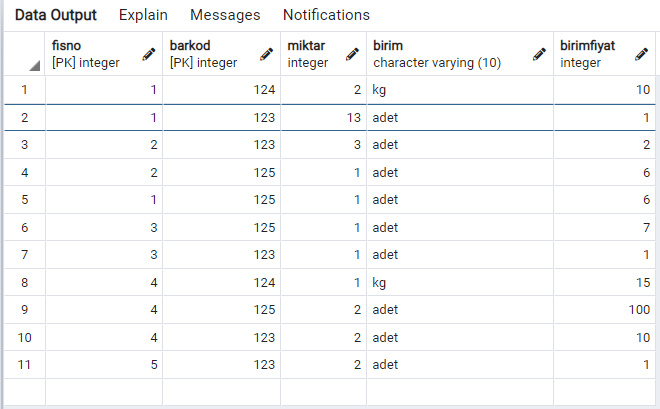 Data Output Explain Messages Notifications
fisno barkod miktar birim birimfiyat
[PK] integer [PK] integer integer character varying (10) integer
1 1 124 2 kg 10
2 1 123 13 adet 1
3 2 123 3 adet 2
4 2 125 1 adet 6
5 1 125 1 adet 6
6 3 125 1 adet 7
7 3 123 1 adet 1
8 4 124 1 kg 15
9 4 125 2 adet 100
10 4 123 2 adet 10
11 5 123 2 adet 1